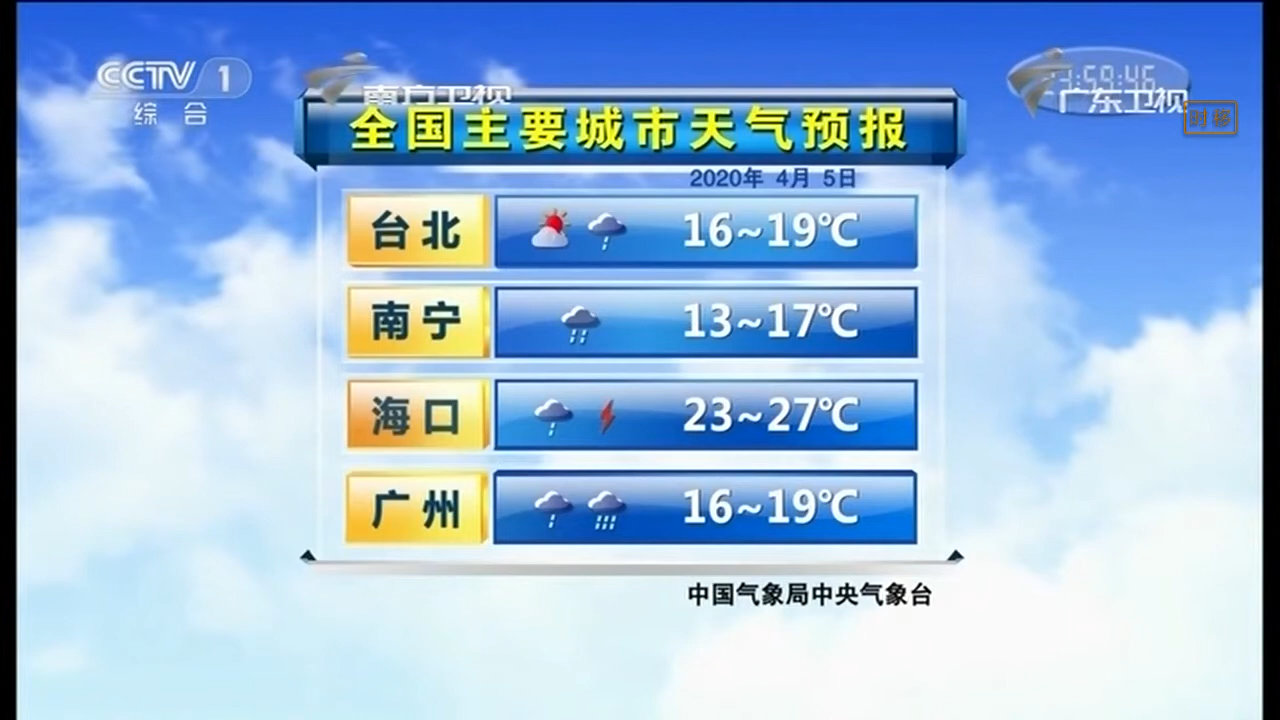 CCTV 1
综合
南方卫视
广东卫视
时移
全国主要城市天气预报
2020年 4月 5日
台北 16~19℃
南宁 13~17℃
海口 23~27℃
广州 16~19℃
中国气象局中央气象台